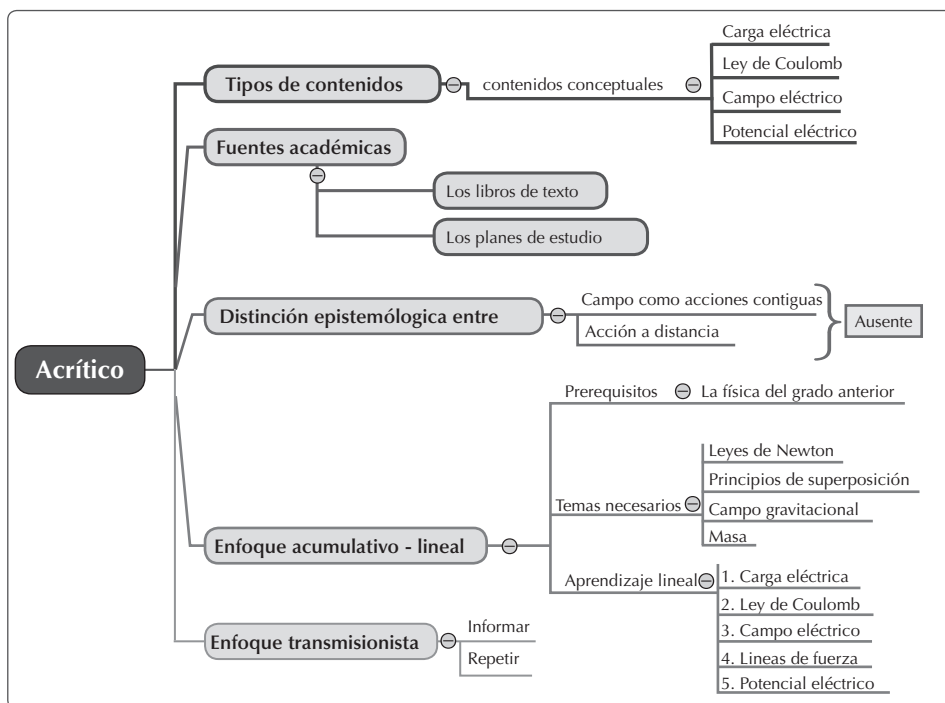 Acrítico
Tipos de contenidos
contenidos conceptuales
Carga eléctrica
Ley de Coulomb
Campo eléctrico
Potencial eléctrico
Fuentes académicas
Los libros de texto
Los planes de estudio
Distinción epistemólogica entre
Campo como acciones contiguas
Acción a distancia
Ausente
Enfoque acumulativo - lineal
Prerequisitos
La física del grado anterior
Temas necesarios
Leyes de Newton
Principios de superposición
Campo gravitacional
Masa
Aprendizaje lineal
1. Carga eléctrica
2. Ley de Coulomb
3. Campo eléctrico
4. Lineas de fuerza
5. Potencial eléctrico
Enfoque transmisionista
Informar
Repetir